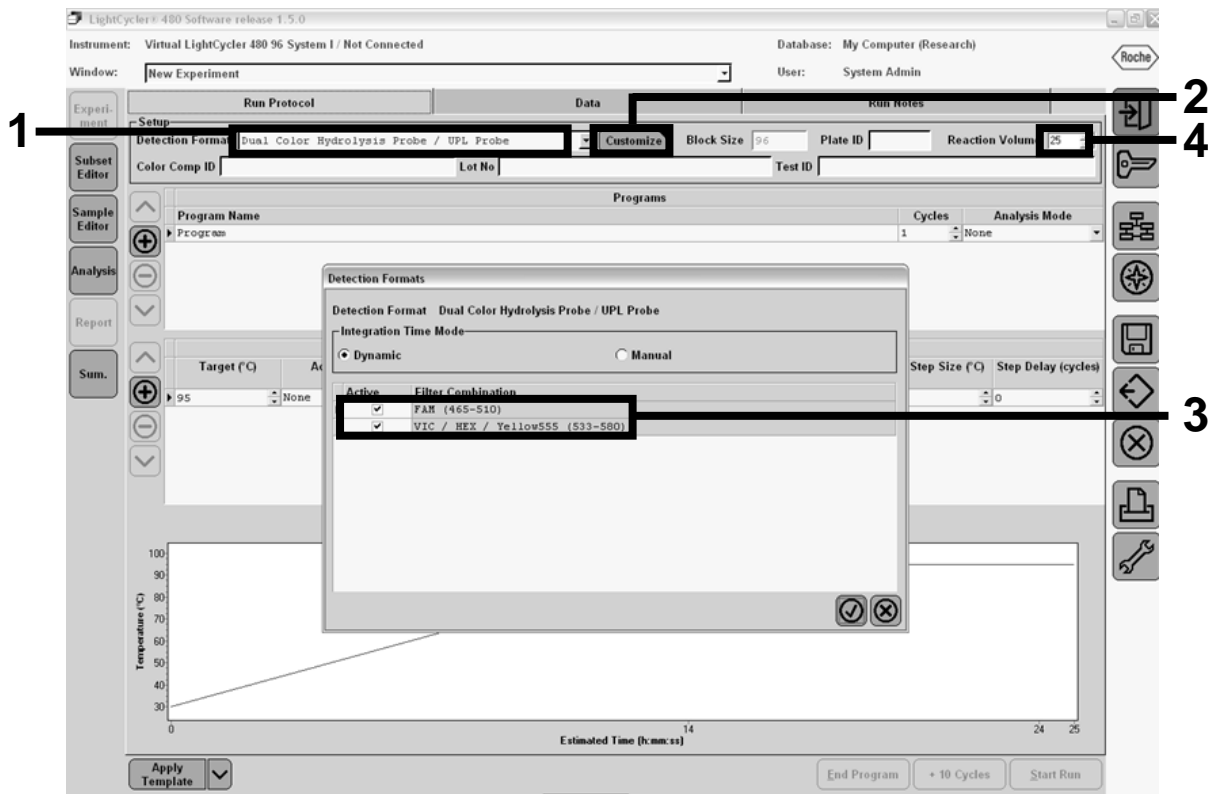 LightCycler® 480 Software release 1.5.0
Instrument: Virtual LightCycler 480 96 System I / Not Connected
Database: My Computer (Research)
Roche
Window: New Experiment
User: System Admin
Experi-
ment
Run Protocol
Data
Run Notes
2
1
Setup
Detection Format Dual Color Hydrolysis Probe / UPL Probe
Customize
Block Size 96
Plate ID
Reaction Volume 25
4
Color Comp ID
Lot No
Test ID
Subset
Editor
Sample
Editor
Analysis
Report
Sum.
Programs
Program Name
Cycles
Analysis Mode
Program
1
None
Detection Formats
Detection Format Dual Color Hydrolysis Probe / UPL Probe
Integration Time Mode
Dynamic
Manual
Target (°C)
Step Size (°C)
Step Delay (cycles)
95
None
0
Active
Filter Combination
FAM (465-510)
VIC / HEX / Yellow555 (533-580)
3
Temperature (°C)
100
90
80
70
60
50
40
30
0
14
24
25
Estimated Time (h:mm:ss)
Apply
Template
End Program
+ 10 Cycles
Start Run